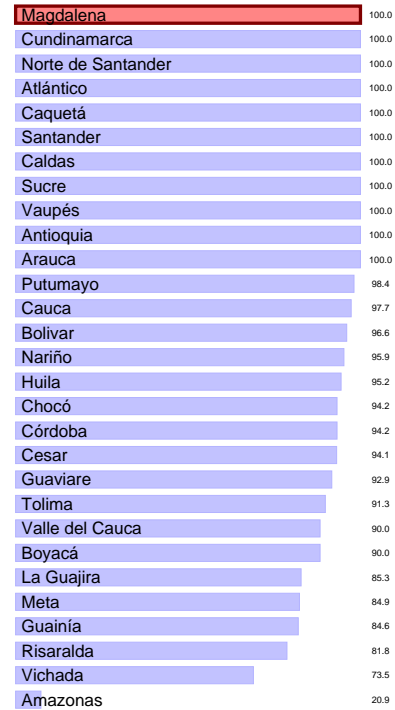 Magdalena 100.0
Cundinamarca 100.0
Norte de Santander 100.0
Atlántico 100.0
Caquetá 100.0
Santander 100.0
Caldas 100.0
Sucre 100.0
Vaupés 100.0
Antioquia 100.0
Arauca 100.0
Putumayo 98.4
Cauca 97.7
Bolivar 96.6
Nariño 95.9
Huila 95.2
Chocó 94.2
Córdoba 94.2
Cesar 94.1
Guaviare 92.9
Tolima 91.3
Valle del Cauca 90.0
Boyacá 90.0
La Guajira 85.3
Meta 84.9
Guainía 84.6
Risaralda 81.8
Vichada 73.5
Amazonas 20.9